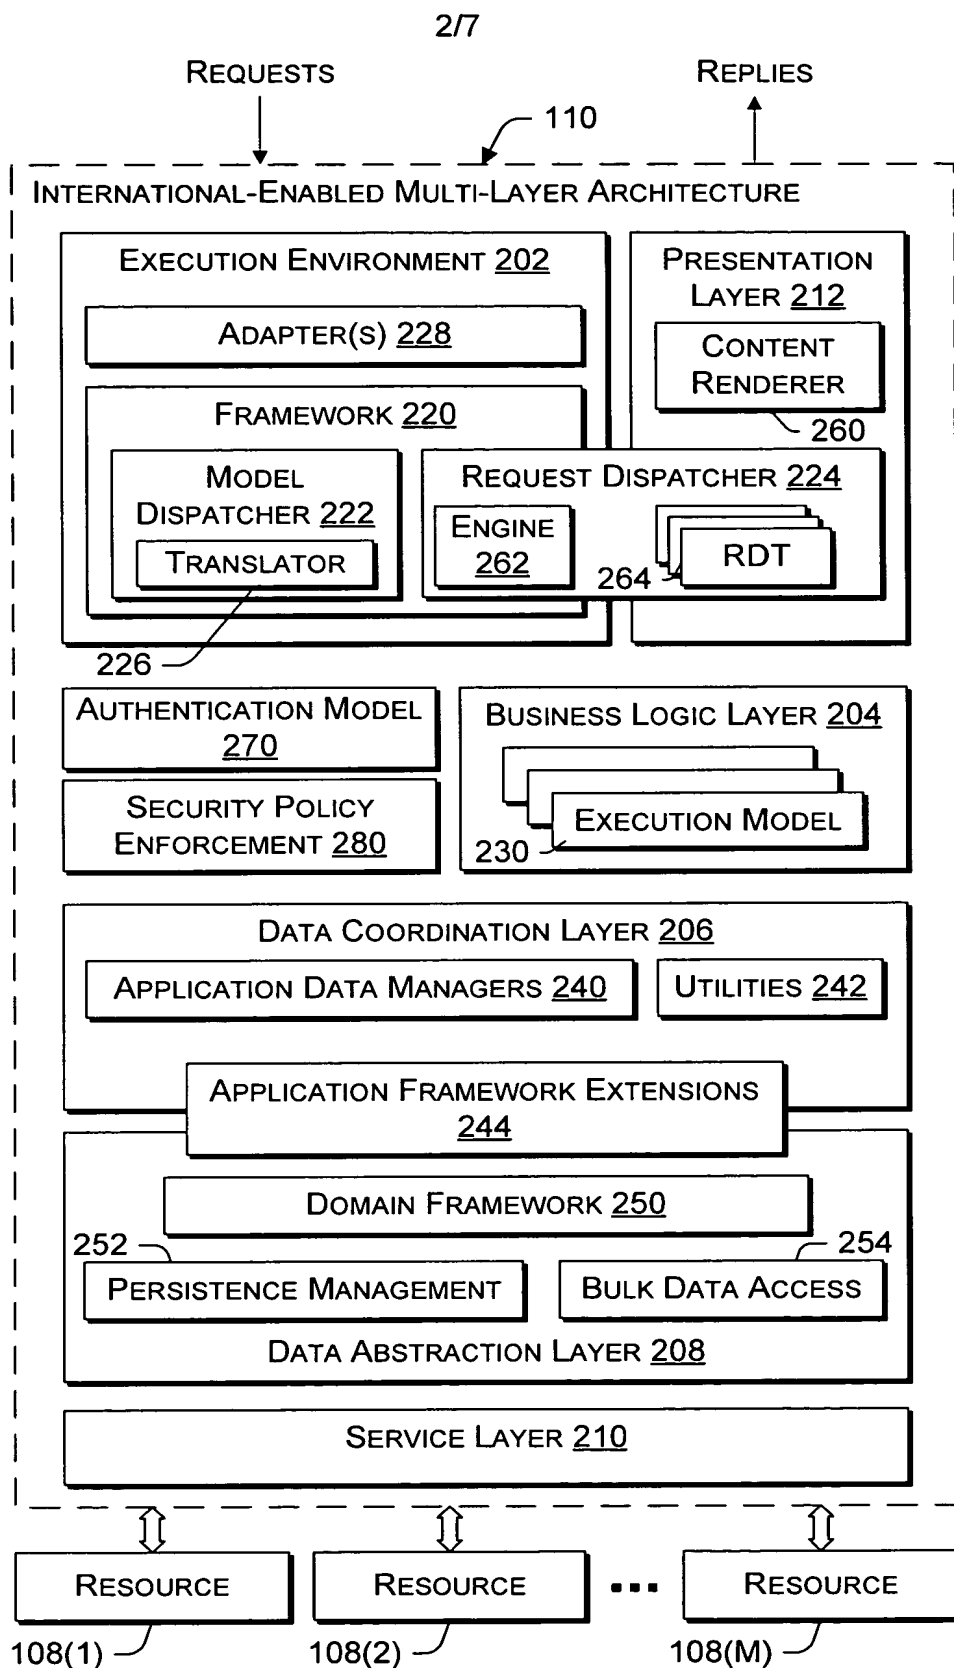 2/7
REQUESTS
REPLIES
110
INTERNATIONAL-ENABLED MULTI-LAYER ARCHITECTURE
EXECUTION ENVIRONMENT 202
ADAPTER(S) 228
FRAMEWORK 220
MODEL
DISPATCHER 222
TRANSLATOR
226
PRESENTATION
LAYER 212
CONTENT
RENDERER
260
REQUEST DISPATCHER 224
ENGINE
262
264
RDT
AUTHENTICATION MODEL
270
SECURITY POLICY
ENFORCEMENT 280
BUSINESS LOGIC LAYER 204
EXECUTION MODEL
230
DATA COORDINATION LAYER 206
APPLICATION DATA MANAGERS 240
UTILITIES 242
APPLICATION FRAMEWORK EXTENSIONS
244
DOMAIN FRAMEWORK 250
252
254
PERSISTENCE MANAGEMENT
BULK DATA ACCESS
DATA ABSTRACTION LAYER 208
SERVICE LAYER 210
RESOURCE
RESOURCE
RESOURCE
108(1)
108(2)
108(M)